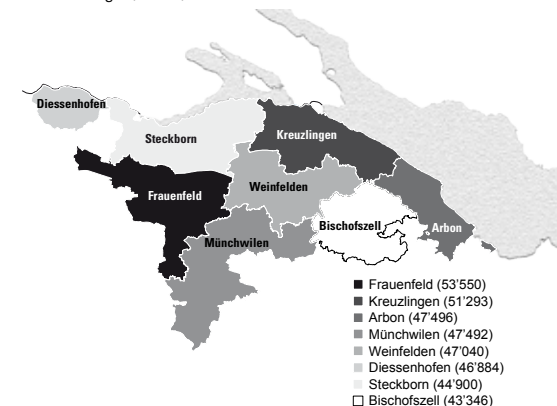 Diessenhofen
Steckborn
Kreuzlingen
Frauenfeld
Weinfelden
Bischofszell
Arbon
Münchwilen
Frauenfeld (53'550)
Kreuzlingen (51'293)
Arbon (47'496)
Münchwilen (47'492)
Weinfelden (47'040)
Diessenhofen (46'884)
Steckborn (44'900)
Bischofszell (43'346)